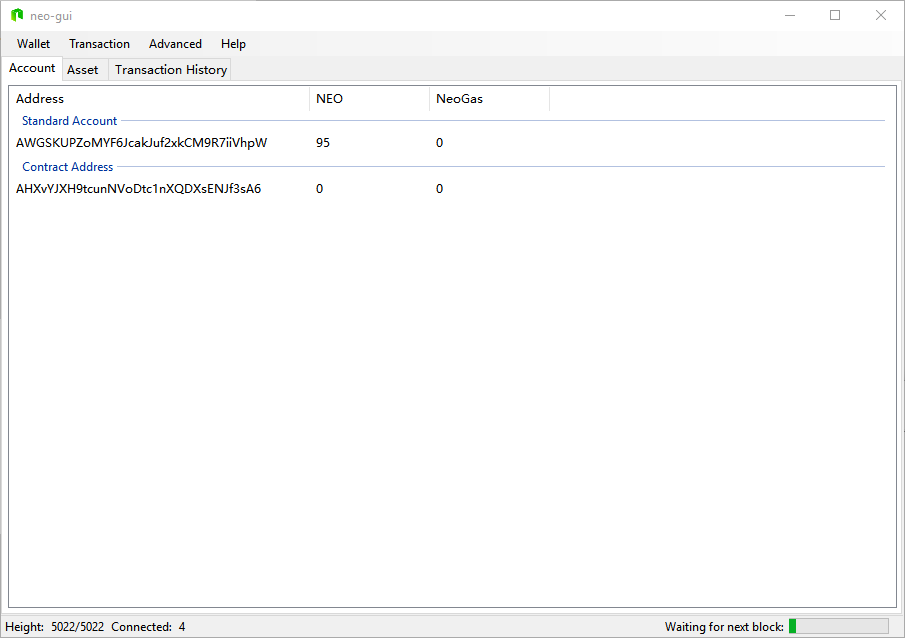 neo-gui
Wallet Transaction Advanced Help
Account Asset Transaction History
Address NEO NeoGas
Standard Account
AWGSKUPZoMYF6JcakJuf2xkCM9R7iiVhpW 95 0
Contract Address
AHXvYJXH9tcunNVoDtc1nXQDXsENJf3sA6 0 0
Height: 5022/5022 Connected: 4 Waiting for next block: